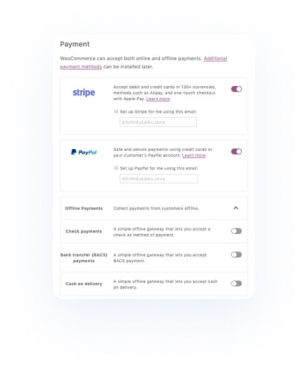 Payment
WooCommerce can accept both online and offline payments. Additional
payment methods can be installed later.
stripe
Accept debit and credit cards in 135+ currencies,
methods such as Alipay, and one-touch checkout
with Apple Pay. Learn more.
Set up Stripe for me using this email:
PayPal
Safe and secure payments using credit cards or
your customer's PayPal account. Learn more.
Set up PayPal for me using this email:
Offline Payments
Collect payments from customers offline.
Check payments
A simple offline gateway that lets you accept a
check as method of payment.
Bank transfer (BACS)
payments
A simple offline gateway that lets you accept
BACS payment.
Cash on delivery
A simple offline gateway that lets you accept cash
on delivery.